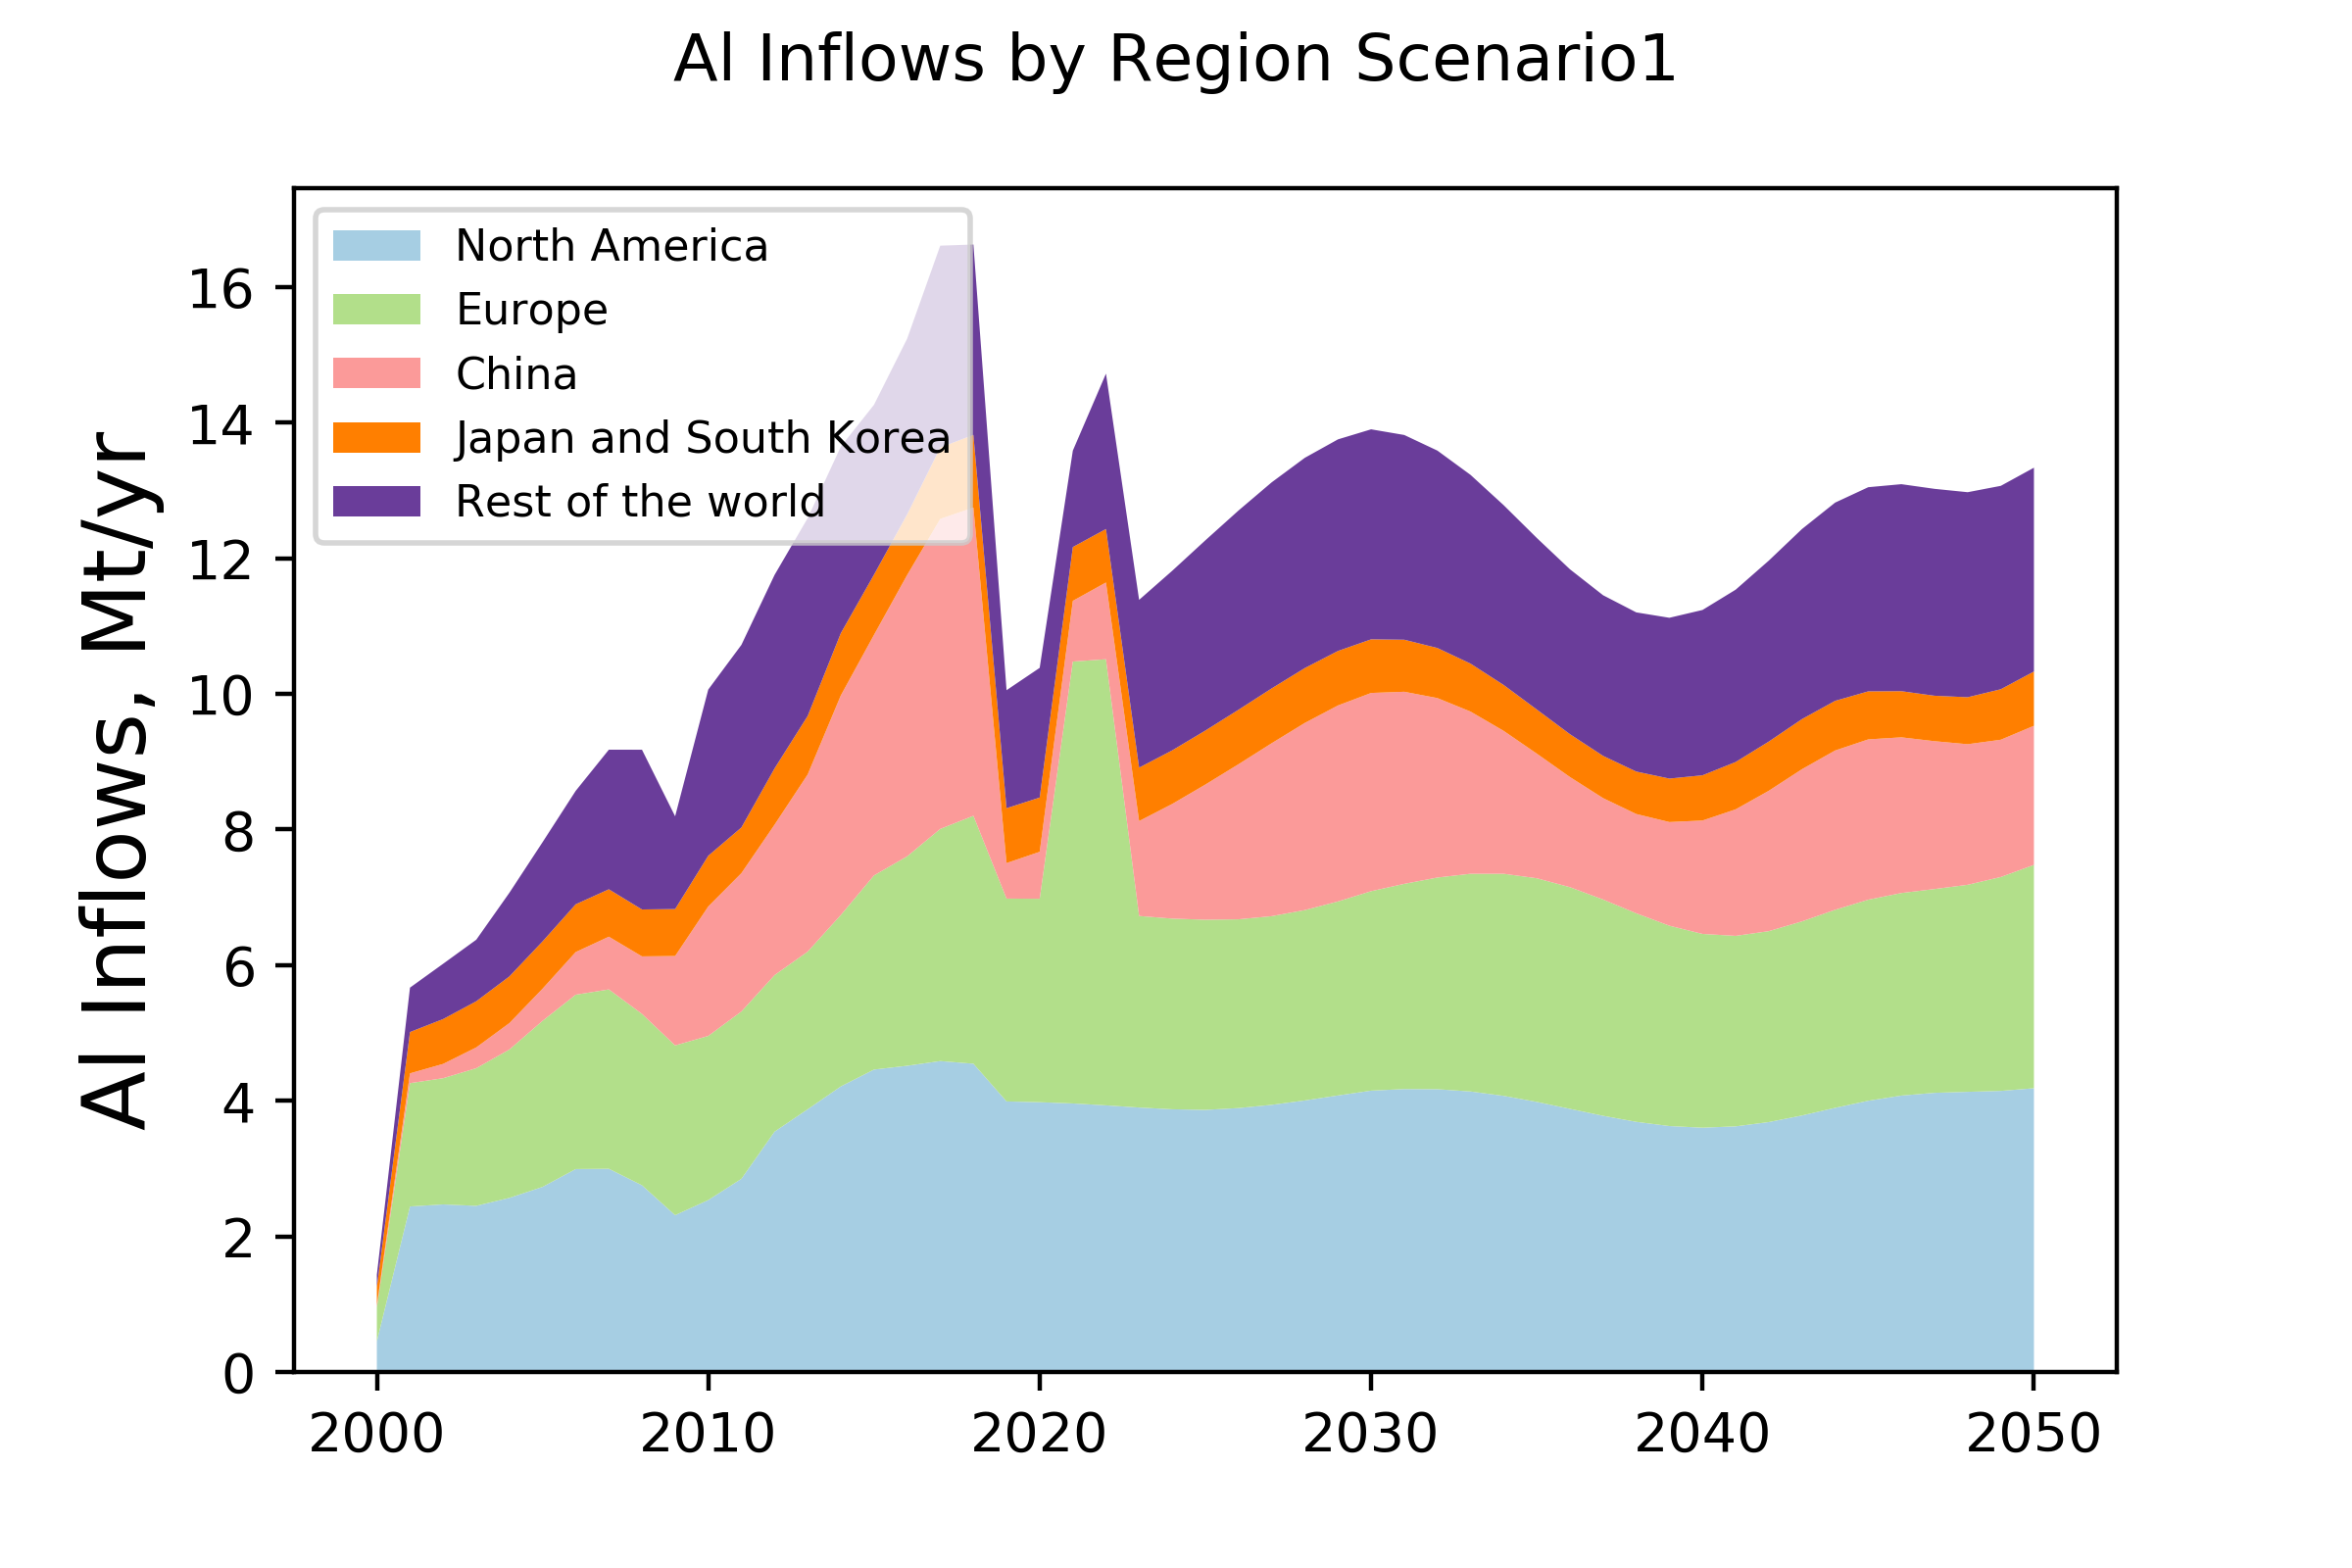 Al Inflows by Region Scenario1
Al Inflows, Mt/yr
North America
Europe
China
Japan and South Korea
Rest of the world
16
14
12
10
8
6
4
2
0
2000 2010 2020 2030 2040 2050